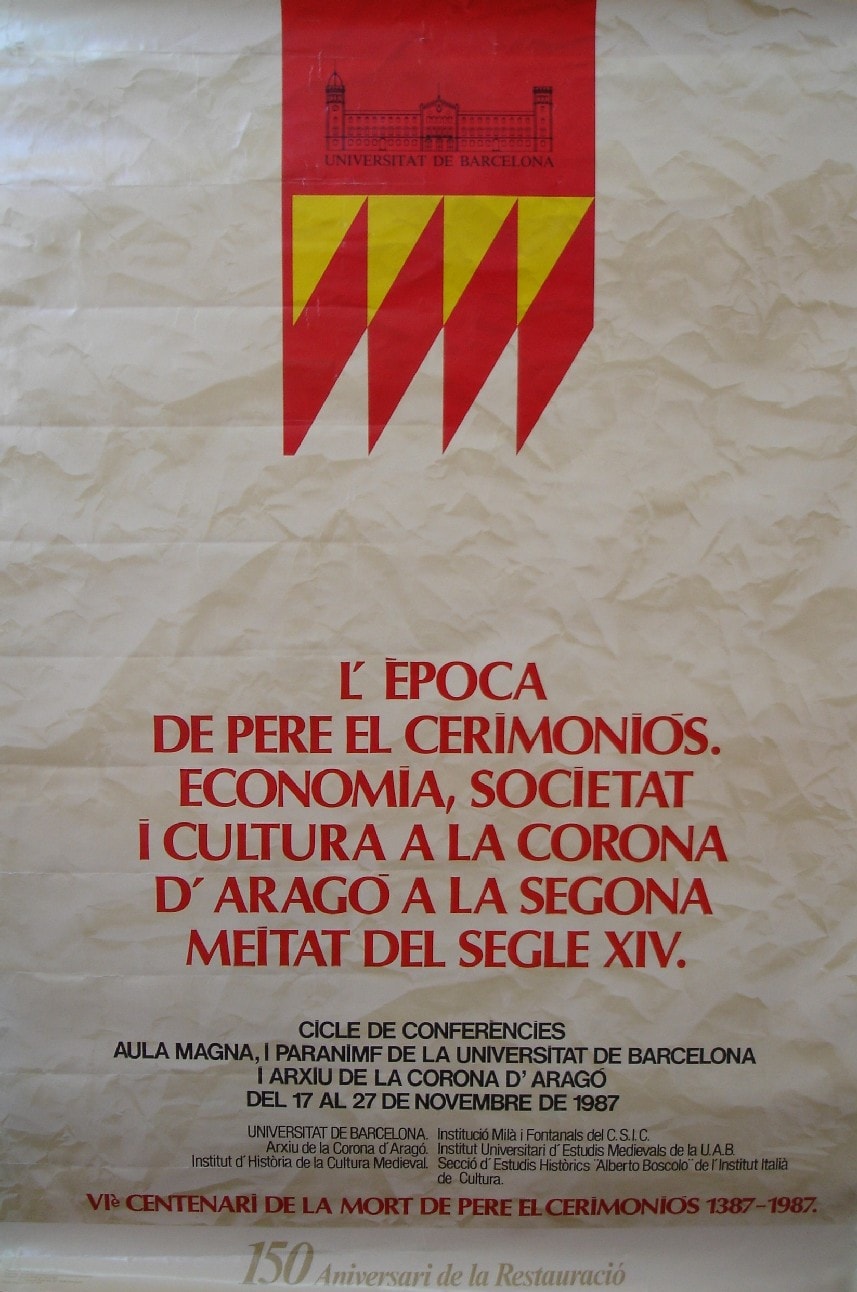 UNIVERSITAT DE BARCELONA
L' ÈPOCA
DE PERE EL CERIMONIÓS.
ECONOMIA, SOCIETAT
I CULTURA A LA CORONA
D' ARAGÓ A LA SEGONA
MEITAT DEL SEGLE XIV.
CICLE DE CONFERÈNCIES
AULA MAGNA, I PARANIMF DE LA UNIVERSITAT DE BARCELONA
I ARXIU DE LA CORONA D' ARAGÓ
DEL 17 AL 27 DE NOVEMBRE DE 1987
UNIVERSITAT DE BARCELONA.
Arxiu de la Corona d'Aragó.
Institut d'Història de la Cultura Medieval.
Institució Milà i Fontanals del C.S.I.C.
Institut Universitari d'Estudis Medievals de la U.A.B.
Secció d'Estudis Històrics "Alberto Boscolo" de l'Institut Italià
de Cultura.
VIè CENTENARI DE LA MORT DE PERE EL CERIMONIÓS 1387-1987.
150 Aniversari de la Restauració